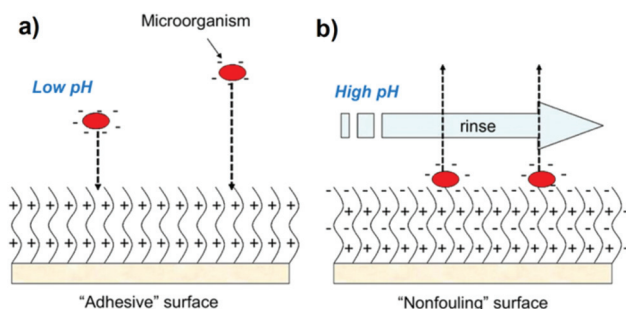 a)
Microorganism
Low pH
"Adhesive" surface
b)
High pH
rinse
"Nonfouling" surface